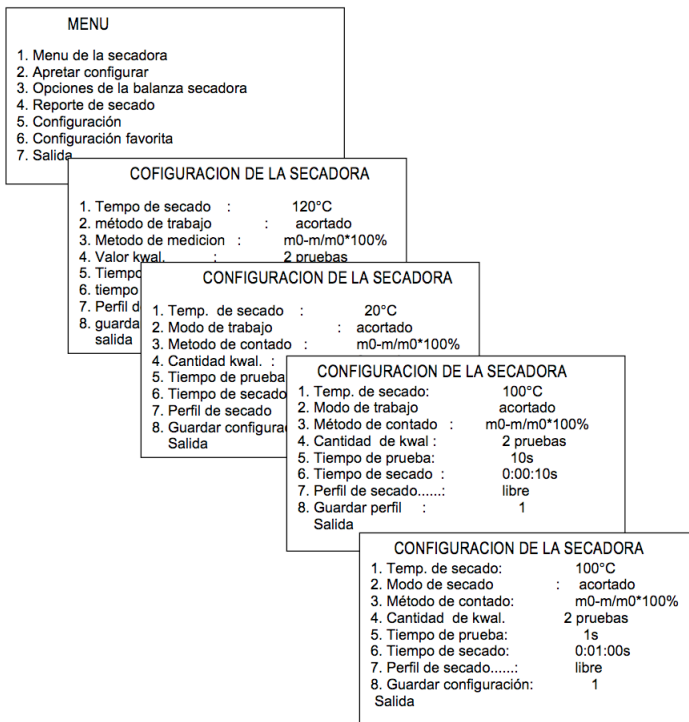 MENU
1. Menu de la secadora
2. Apretar configurar
3. Opciones de la balanza secadora
4. Reporte de secado
5. Configuración
6. Configuración favorita
7. Salida
COFIGURACION DE LA SECADORA
1. Tempo de secado : 120°C
2. método de trabajo : acortado
3. Metodo de medicion : m0-m/m0*100%
4. Valor kwal. : 2 pruebas
5. Tiempo
6. tiempo
7. Perfil d
8. guarda
salida
CONFIGURACION DE LA SECADORA
1. Temp. de secado : 20°C
2. Modo de trabajo : acortado
3. Metodo de contado : m0-m/m0*100%
4. Cantidad kwal. :
5. Tiempo de prueba
6. Tiempo de secado
7. Perfil de secado
8. Guardar configura
Salida
CONFIGURACION DE LA SECADORA
1. Temp. de secado: 100°C
2. Modo de trabajo acortado
3. Método de contado : m0-m/m0*100%
4. Cantidad de kwal : 2 pruebas
5. Tiempo de prueba: 10s
6. Tiempo de secado : 0:00:10s
7. Perfil de secado......: libre
8. Guardar perfil : 1
Salida
CONFIGURACION DE LA SECADORA
1. Temp. de secado: 100°C
2. Modo de secado : acortado
3. Método de contado: m0-m/m0*100%
4. Cantidad de kwal. 2 pruebas
5. Tiempo de prueba: 1s
6. Tiempo de secado: 0:01:00s
7. Perfil de secado......: libre
8. Guardar configuración: 1
Salida